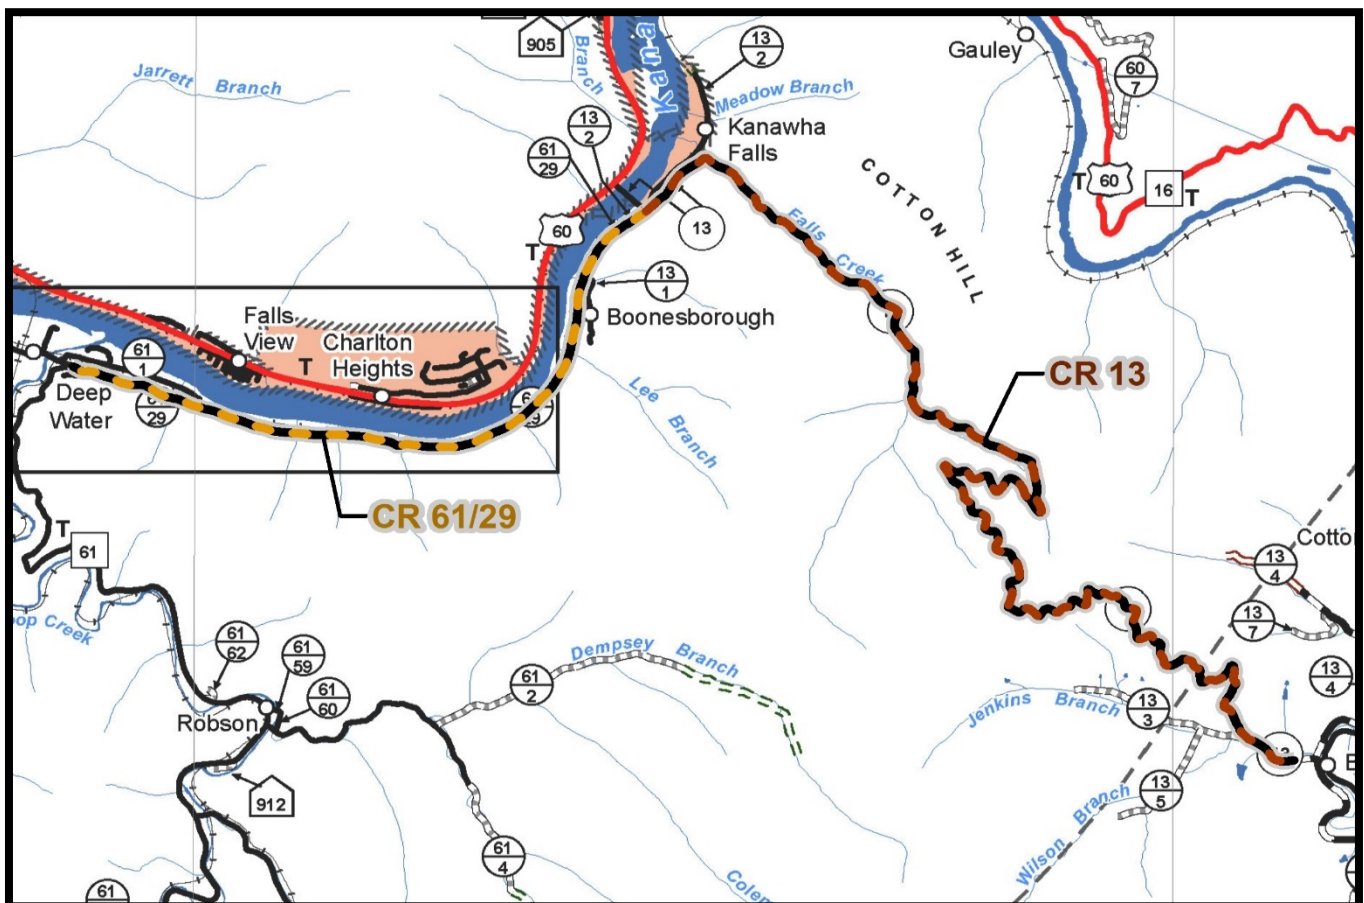 905
Kana
Branch
13
2
Gauley
60
7
Jarrett Branch
Meadow Branch
13
2
Kanawha
Falls
61
29
COTTON HILL
60
T
16
T
T
60
13
Falls
Creek
13
1
Boonesborough
Falls
View
T
Charlton
Heights
61
1
Deep
Water
29
Lee Branch
CR 13
CR 61/29
T
61
13
4
13
7
61
62
61
59
61
60
Robson
61
2
Dempsey Branch
13
4
Jenkins Branch
13
3
912
13
5
Wilson Branch
61
4
61